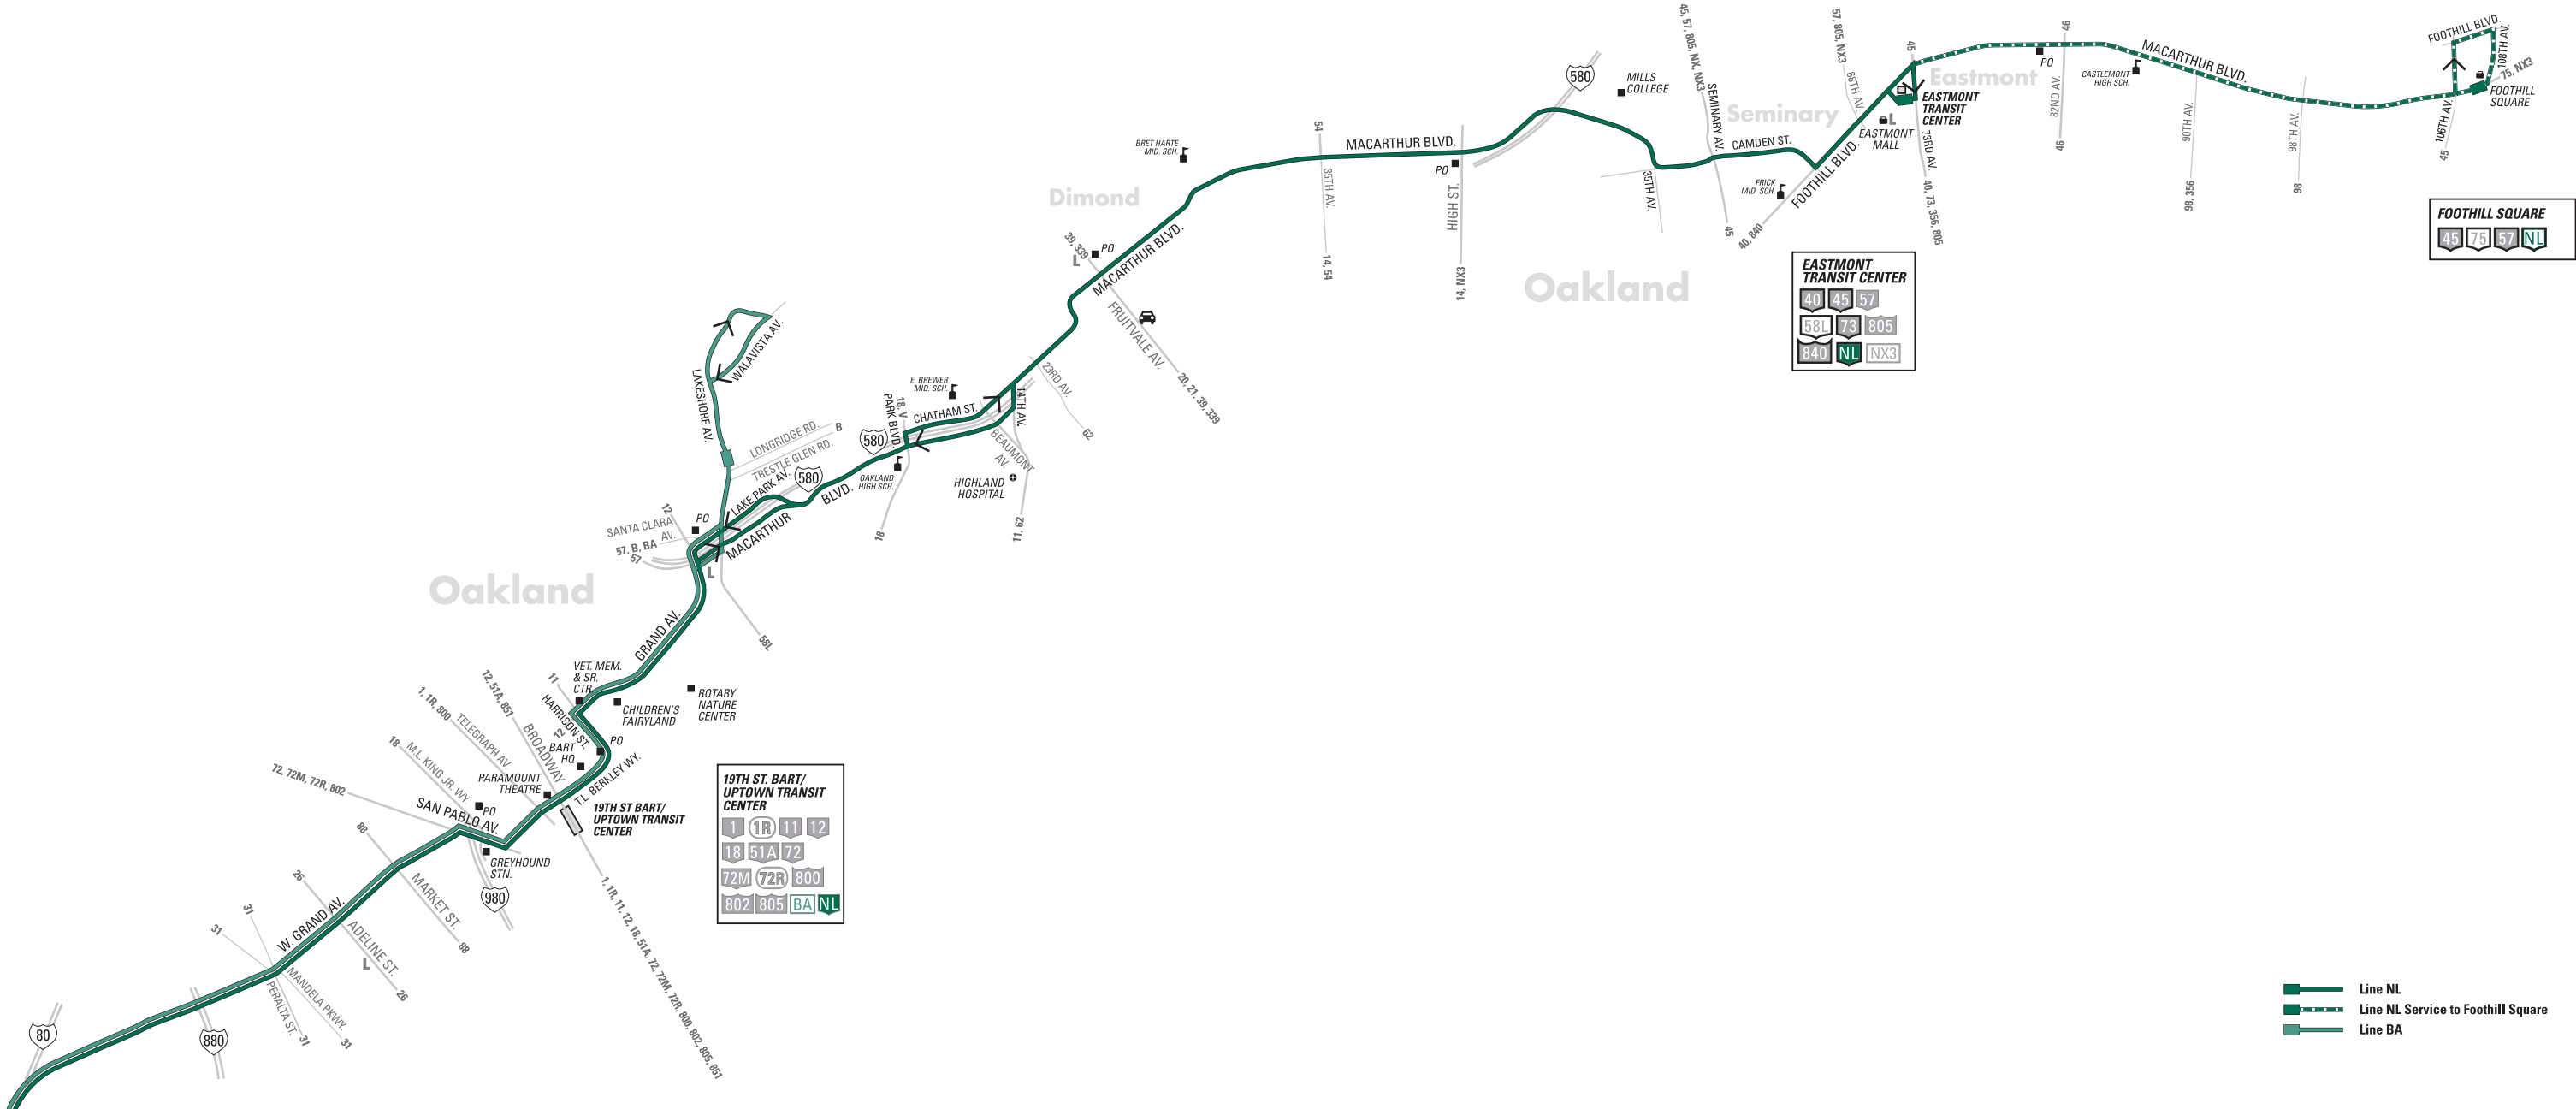 FOOTHILL BLVD.
108TH AV.
75, NX3
FOOTHILL
SQUARE
106TH AV.
45
MACARTHUR BLVD.
CASTLEMONT
HIGH SCH.
90TH AV.
98, 356
98TH AV.
98
46
PO
82ND AV.
46
Eastmont
45
EASTMONT
TRANSIT
CENTER
L
EASTMONT
MALL
73RD AV.
40, 73, 356, 805
57, 805, NX3
68TH AV.
Seminary
FOOTHILL BLVD.
FRICK
MID. SCH.
40, 840
CAMDEN ST.
SEMINARY AV.
45, 57, 805, NX, NX3
45
35TH AV.
MILLS
COLLEGE
580
MACARTHUR BLVD.
PO
HIGH ST.
14, NX3
54
35TH AV.
14, 54
BRET HARTE
MID. SCH.
Dimond
39, 339
PO
L
MACARTHUR BLVD.
FRUITVALE AV.
20, 21, 39, 339
Oakland
FOOTHILL SQUARE
45 75 57 NL
EASTMONT
TRANSIT CENTER
40 45 57
58L 73 805
840 NL NX3
23RD AV.
62
14TH AV.
11, 62
E. BREWER
MID. SCH.
CHATHAM ST.
18, V
PARK BLVD.
580
BEAUMONT
AV.
HIGHLAND
HOSPITAL
OAKLAND
HIGH SCH.
18
WALAVISTA AV.
LAKESHORE AV.
LONGRIDGE RD.
B
TRESTLE GLEN RD.
LAKE PARK AV.
580
MACARTHUR
BLVD.
12
PO
SANTA CLARA
AV.
57, B, BA
57
L
58L
Oakland
GRAND AV.
VET. MEM.
& SR.
CTR.
11
HARRISON ST.
CHILDREN'S
FAIRYLAND
ROTARY
NATURE
CENTER
12, 51A, 851
BROADWAY
12
BART
HQ
PO
T.L. BERKLEY WY.
1, 1R, 800
TELEGRAPH AV.
PARAMOUNT
THEATRE
18
M.L. KING JR. WY.
PO
72, 72M, 72R, 802
SAN PABLO AV.
19TH ST BART/
UPTOWN TRANSIT
CENTER
1, 1R, 11, 12, 18, 51A, 72, 72M, 72R, 800, 802, 805, 851
19TH ST. BART/
UPTOWN TRANSIT
CENTER
1 1R 11 12
18 51A 72
72M 72R 800
802 805 BA NL
GREYHOUND
STN.
980
88
MARKET ST.
88
26
ADELINE ST.
L
26
W. GRAND AV.
31
31
MANDELA PKWY.
31
PERALTA ST.
31
880
80
Line NL
Line NL Service to Foothill Square
Line BA